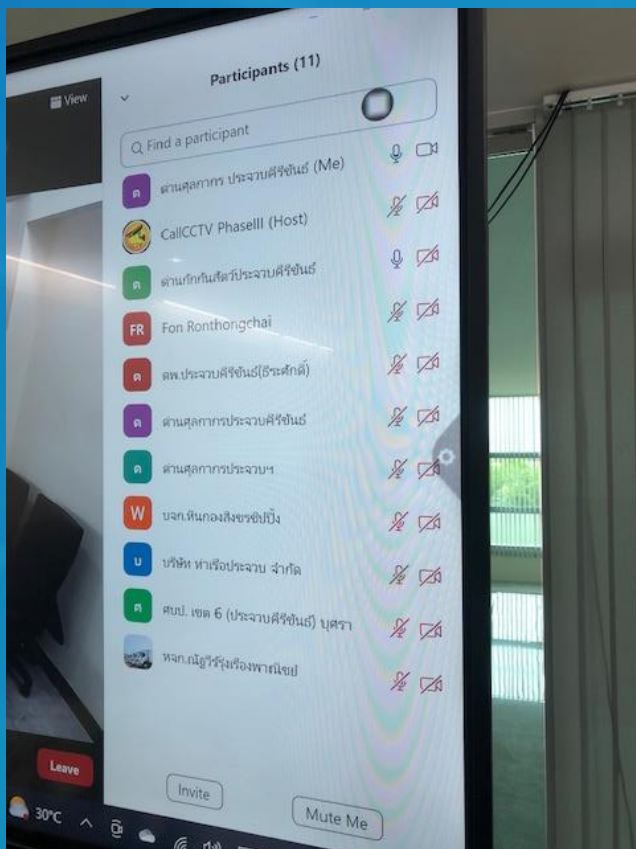 View
Participants (11)
Find a participant
ด
ด่านศุลกากร ประจวบคีรีขันธ์ (Me)
CallCCTV PhaseIII (Host)
ด
ด่านกักกันสัตว์ประจวบคีรีขันธ์
FR
Fon Ronthongchai
ด
ดพ.ประจวบคีรีขันธ์(ธีระศักดิ์)
ด
ด่านศุลกากรประจวบคีรีขันธ์
ด
ด่านศุลกากรประจวบฯ
W
บจก.หินกองสิงขรชิปปิ้ง
บ
บริษัท ท่าเรือประจวบ จำกัด
ศ
ศบป. เขต 6 (ประจวบคีรีขันธ์) บุศรา
หจก.ณัฐวีร์รุ่งเรืองพาณิชย์
Leave
Invite
Mute Me
30°C